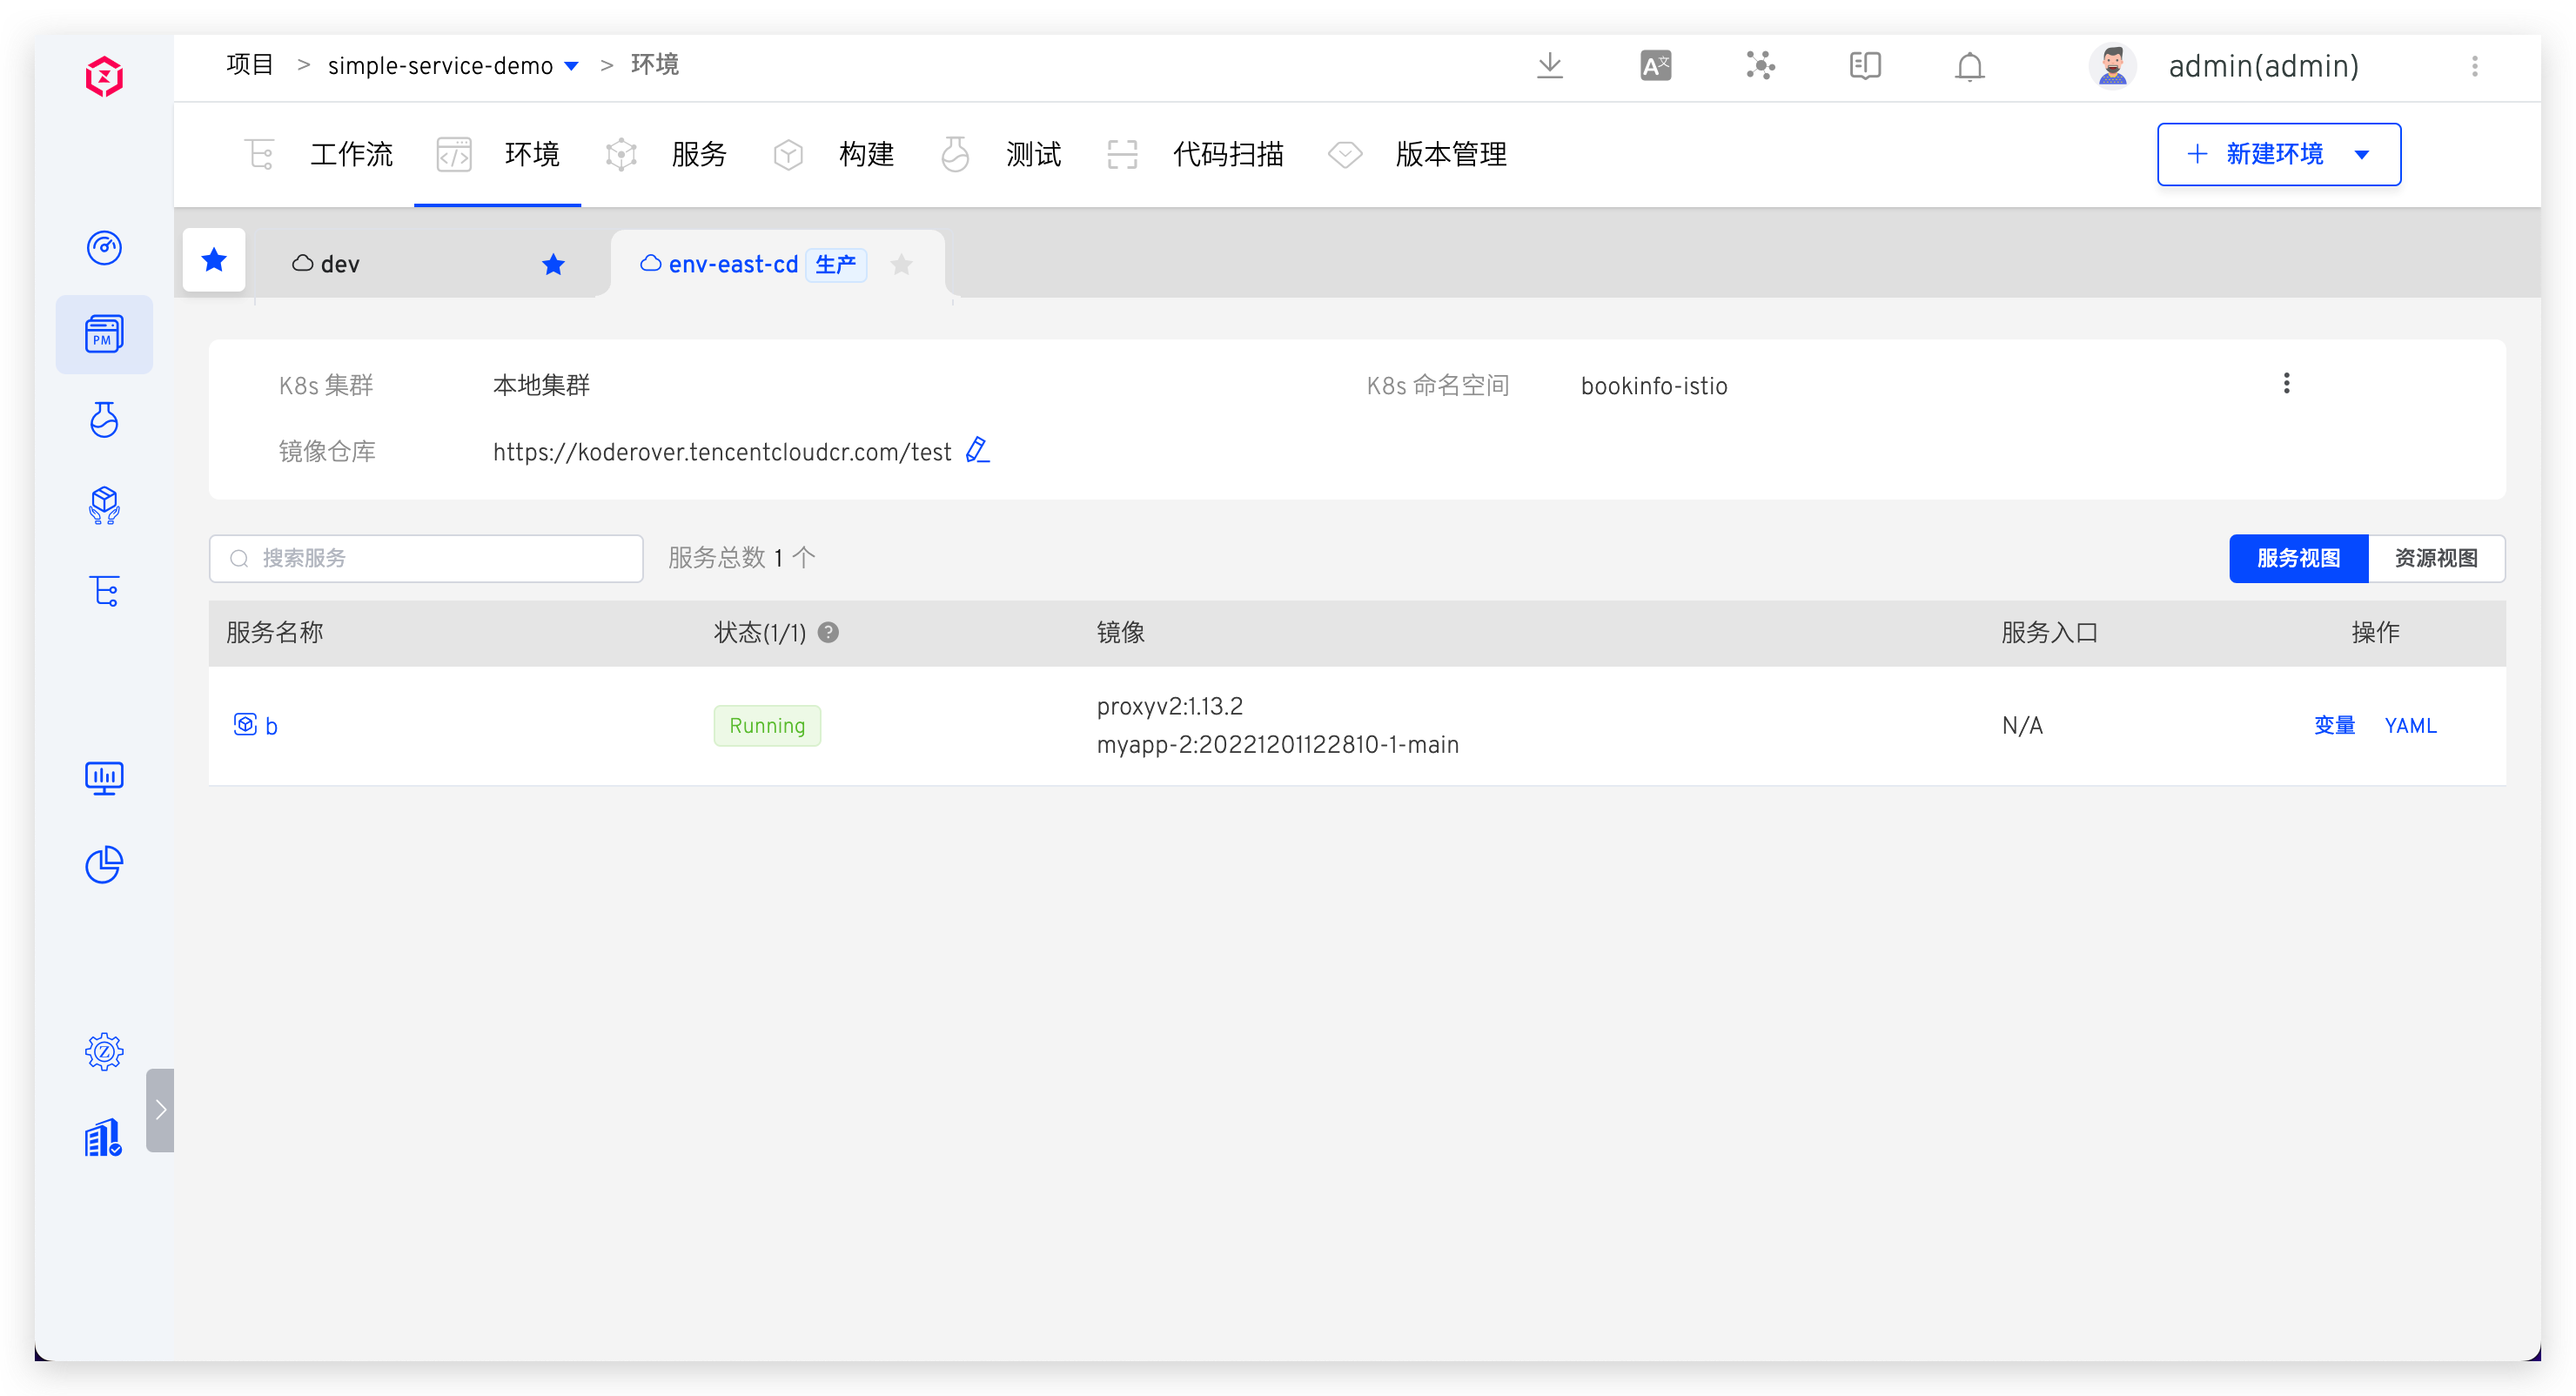 项目 > simple-service-demo > 环境
admin(admin)
工作流 环境 服务 构建 测试 代码扫描 版本管理
+ 新建环境
dev env-east-cd 生产
PM
K8s 集群 本地集群 K8s 命名空间 bookinfo-istio
镜像仓库 https://koderover.tencentcloudcr.com/test
搜索服务 服务总数 1 个 服务视图 资源视图
服务名称 状态(1/1) ? 镜像 服务入口 操作
b Running proxyv2:1.13.2 N/A 变量 YAML
myapp-2:20221201122810-1-main